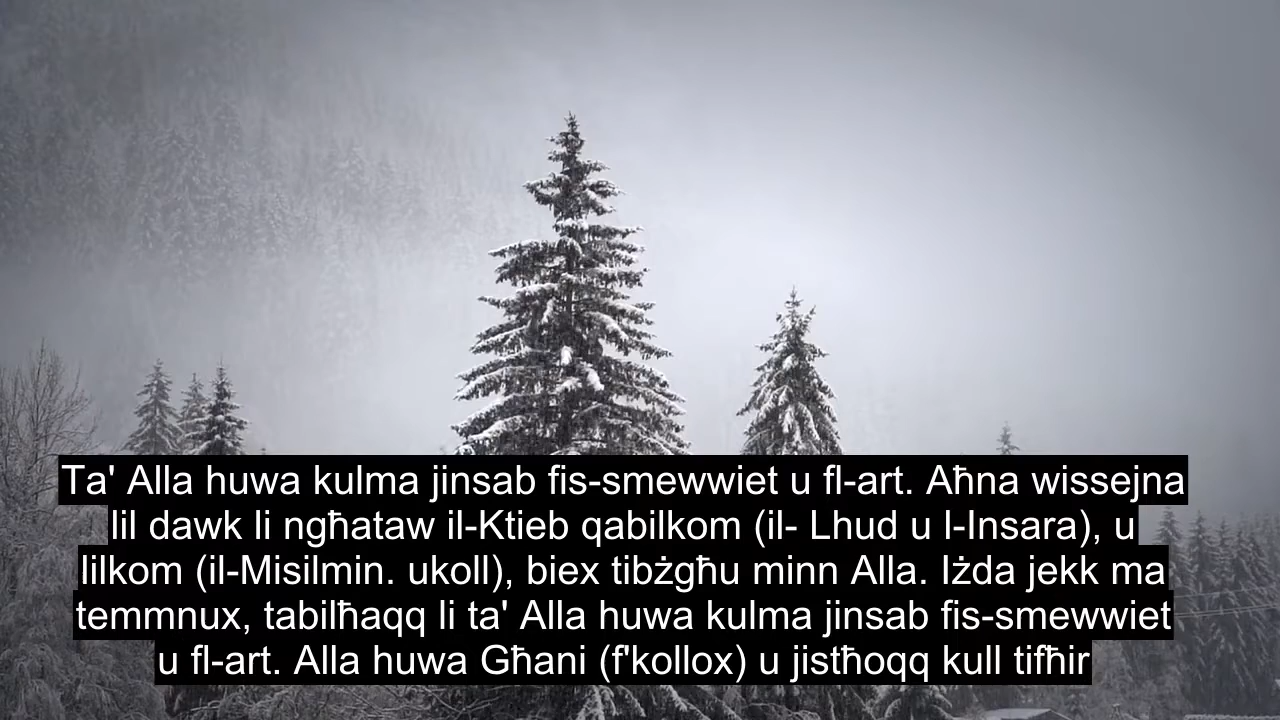 Ta' Alla huwa kulma jinsab fis-smewwiet u fl-art. Aħna wissejna
lil dawk li ngħataw il-Ktieb qabilkom (il- Lhud u l-Insara), u
lilkom (il-Misilmin. ukoll), biex tibżgħu minn Alla. Iżda jekk ma
temmnux, tabilħaqq li ta' Alla huwa kulma jinsab fis-smewwiet
u fl-art. Alla huwa Għani (f'kollox) u jistħoqq kull tifħir